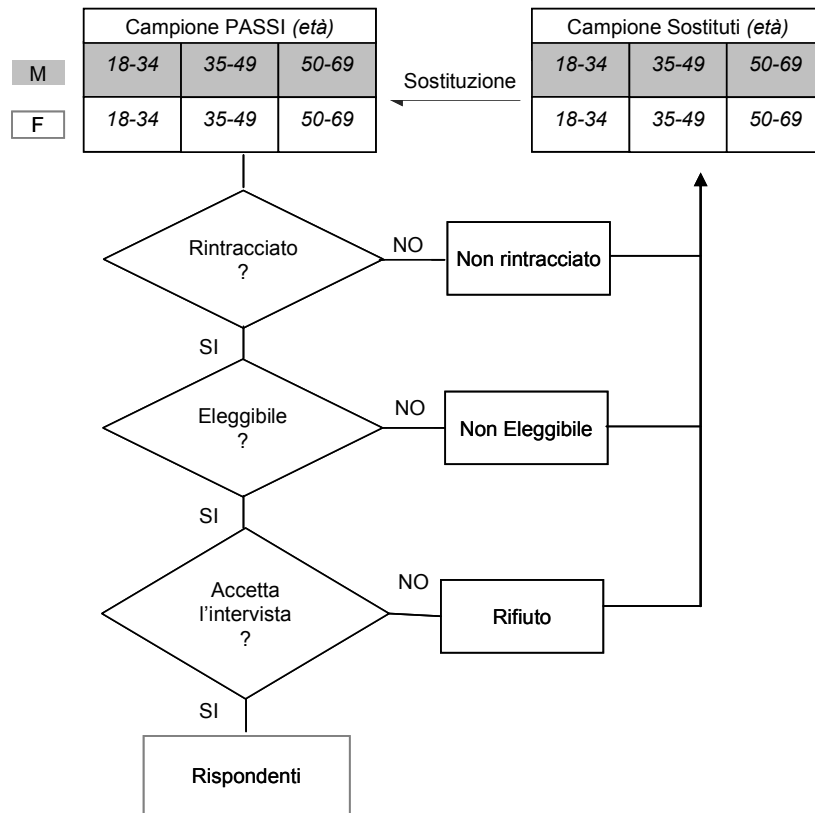 Campione PASSI (età)
Campione Sostituti (età)
M
18-34 35-49 50-69
Sostituzione
18-34 35-49 50-69
F
18-34 35-49 50-69
18-34 35-49 50-69
Rintracciato
?
NO
Non rintracciato
SI
Eleggibile
?
NO
Non Eleggibile
SI
Accetta
l’intervista
?
NO
Rifiuto
SI
Rispondenti